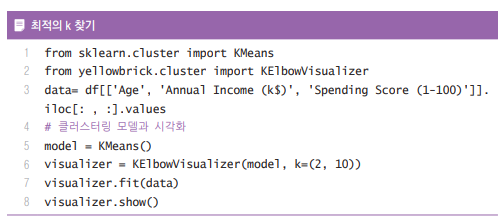 최적의 k 찾기
1 from sklearn.cluster import KMeans
2 from yellowbrick.cluster import KElbowVisualizer
3 data= df[['Age', 'Annual Income (k$)', 'Spending Score (1-100)']].
iloc[: , :].values
4 # 클러스터링 모델과 시각화
5 model = KMeans()
6 visualizer = KElbowVisualizer(model, k=(2, 10))
7 visualizer.fit(data)
8 visualizer.show()